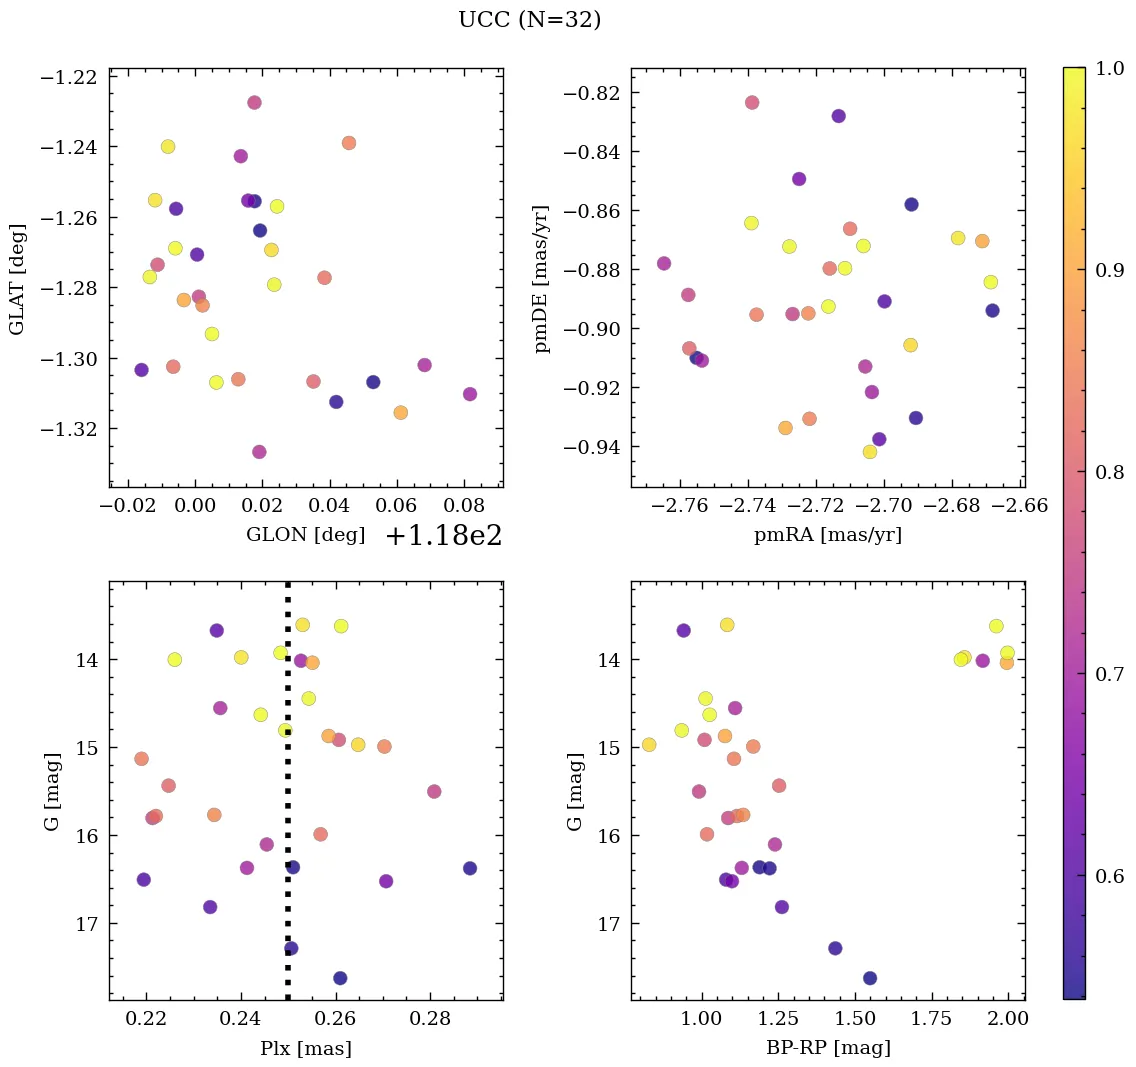 UCC (N=32)
−1.22
−1.24
−1.26
−1.28
−1.30
−1.32
GLAT [deg]
−0.02 0.00 0.02 0.04 0.06 0.08
GLON [deg] +1.18e2
−0.82
−0.84
−0.86
−0.88
−0.90
−0.92
−0.94
pmDE [mas/yr]
−2.76 −2.74 −2.72 −2.70 −2.68 −2.66
pmRA [mas/yr]
14
15
16
17
G [mag]
0.22 0.24 0.26 0.28
Plx [mas]
14
15
16
17
G [mag]
1.00 1.25 1.50 1.75 2.00
BP-RP [mag]
1.0
0.9
0.8
0.7
0.6